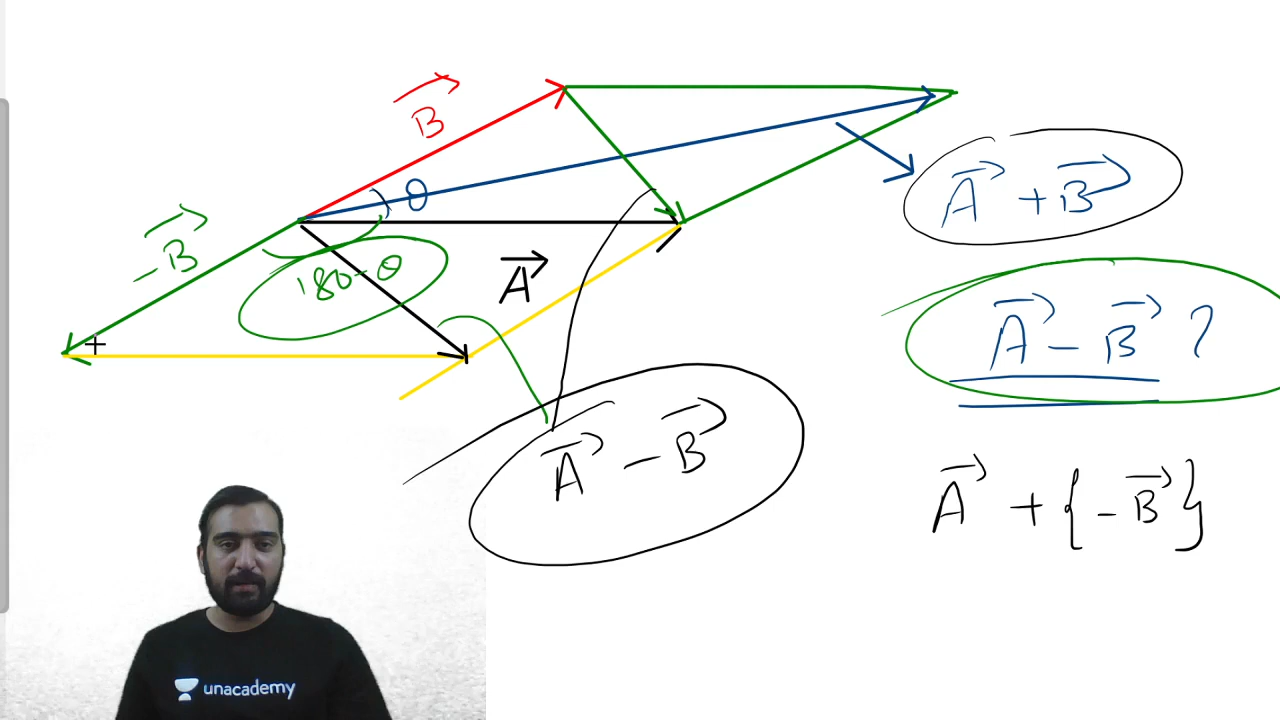 B⃗
θ
A⃗ + B⃗
-B⃗
180-θ
A⃗
A⃗ - B⃗ ?
A⃗ - B⃗
A⃗ + {-B⃗}
unacademy